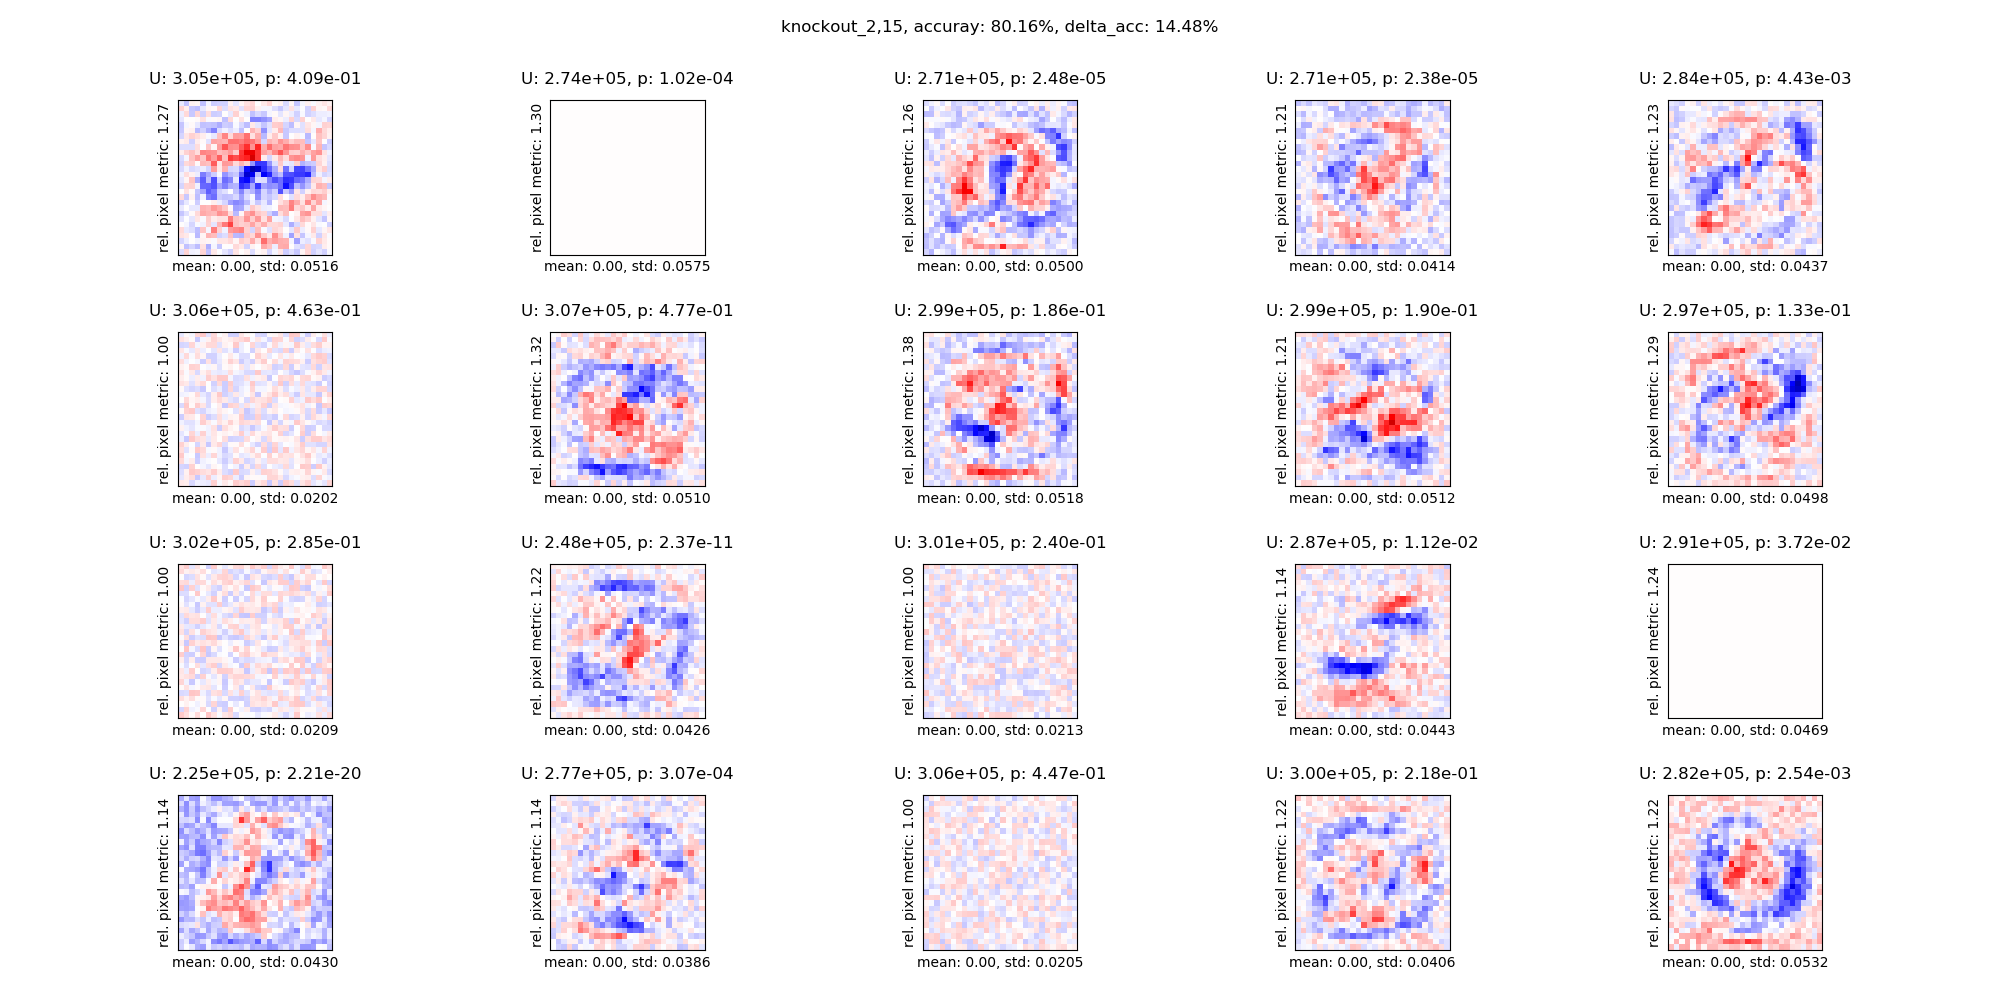 knockout_2,15, accuray: 80.16%, delta_acc: 14.48%
U: 3.05e+05, p: 4.09e-01
rel. pixel metric: 1.27
mean: 0.00, std: 0.0516
U: 2.74e+05, p: 1.02e-04
rel. pixel metric: 1.30
mean: 0.00, std: 0.0575
U: 2.71e+05, p: 2.48e-05
rel. pixel metric: 1.26
mean: 0.00, std: 0.0500
U: 2.71e+05, p: 2.38e-05
rel. pixel metric: 1.21
mean: 0.00, std: 0.0414
U: 2.84e+05, p: 4.43e-03
rel. pixel metric: 1.23
mean: 0.00, std: 0.0437
U: 3.06e+05, p: 4.63e-01
rel. pixel metric: 1.00
mean: 0.00, std: 0.0202
U: 3.07e+05, p: 4.77e-01
rel. pixel metric: 1.32
mean: 0.00, std: 0.0510
U: 2.99e+05, p: 1.86e-01
rel. pixel metric: 1.38
mean: 0.00, std: 0.0518
U: 2.99e+05, p: 1.90e-01
rel. pixel metric: 1.21
mean: 0.00, std: 0.0512
U: 2.97e+05, p: 1.33e-01
rel. pixel metric: 1.29
mean: 0.00, std: 0.0498
U: 3.02e+05, p: 2.85e-01
rel. pixel metric: 1.00
mean: 0.00, std: 0.0209
U: 2.48e+05, p: 2.37e-11
rel. pixel metric: 1.22
mean: 0.00, std: 0.0426
U: 3.01e+05, p: 2.40e-01
rel. pixel metric: 1.00
mean: 0.00, std: 0.0213
U: 2.87e+05, p: 1.12e-02
rel. pixel metric: 1.14
mean: 0.00, std: 0.0443
U: 2.91e+05, p: 3.72e-02
rel. pixel metric: 1.24
mean: 0.00, std: 0.0469
U: 2.25e+05, p: 2.21e-20
rel. pixel metric: 1.14
mean: 0.00, std: 0.0430
U: 2.77e+05, p: 3.07e-04
rel. pixel metric: 1.14
mean: 0.00, std: 0.0386
U: 3.06e+05, p: 4.47e-01
rel. pixel metric: 1.00
mean: 0.00, std: 0.0205
U: 3.00e+05, p: 2.18e-01
rel. pixel metric: 1.22
mean: 0.00, std: 0.0406
U: 2.82e+05, p: 2.54e-03
rel. pixel metric: 1.22
mean: 0.00, std: 0.0532